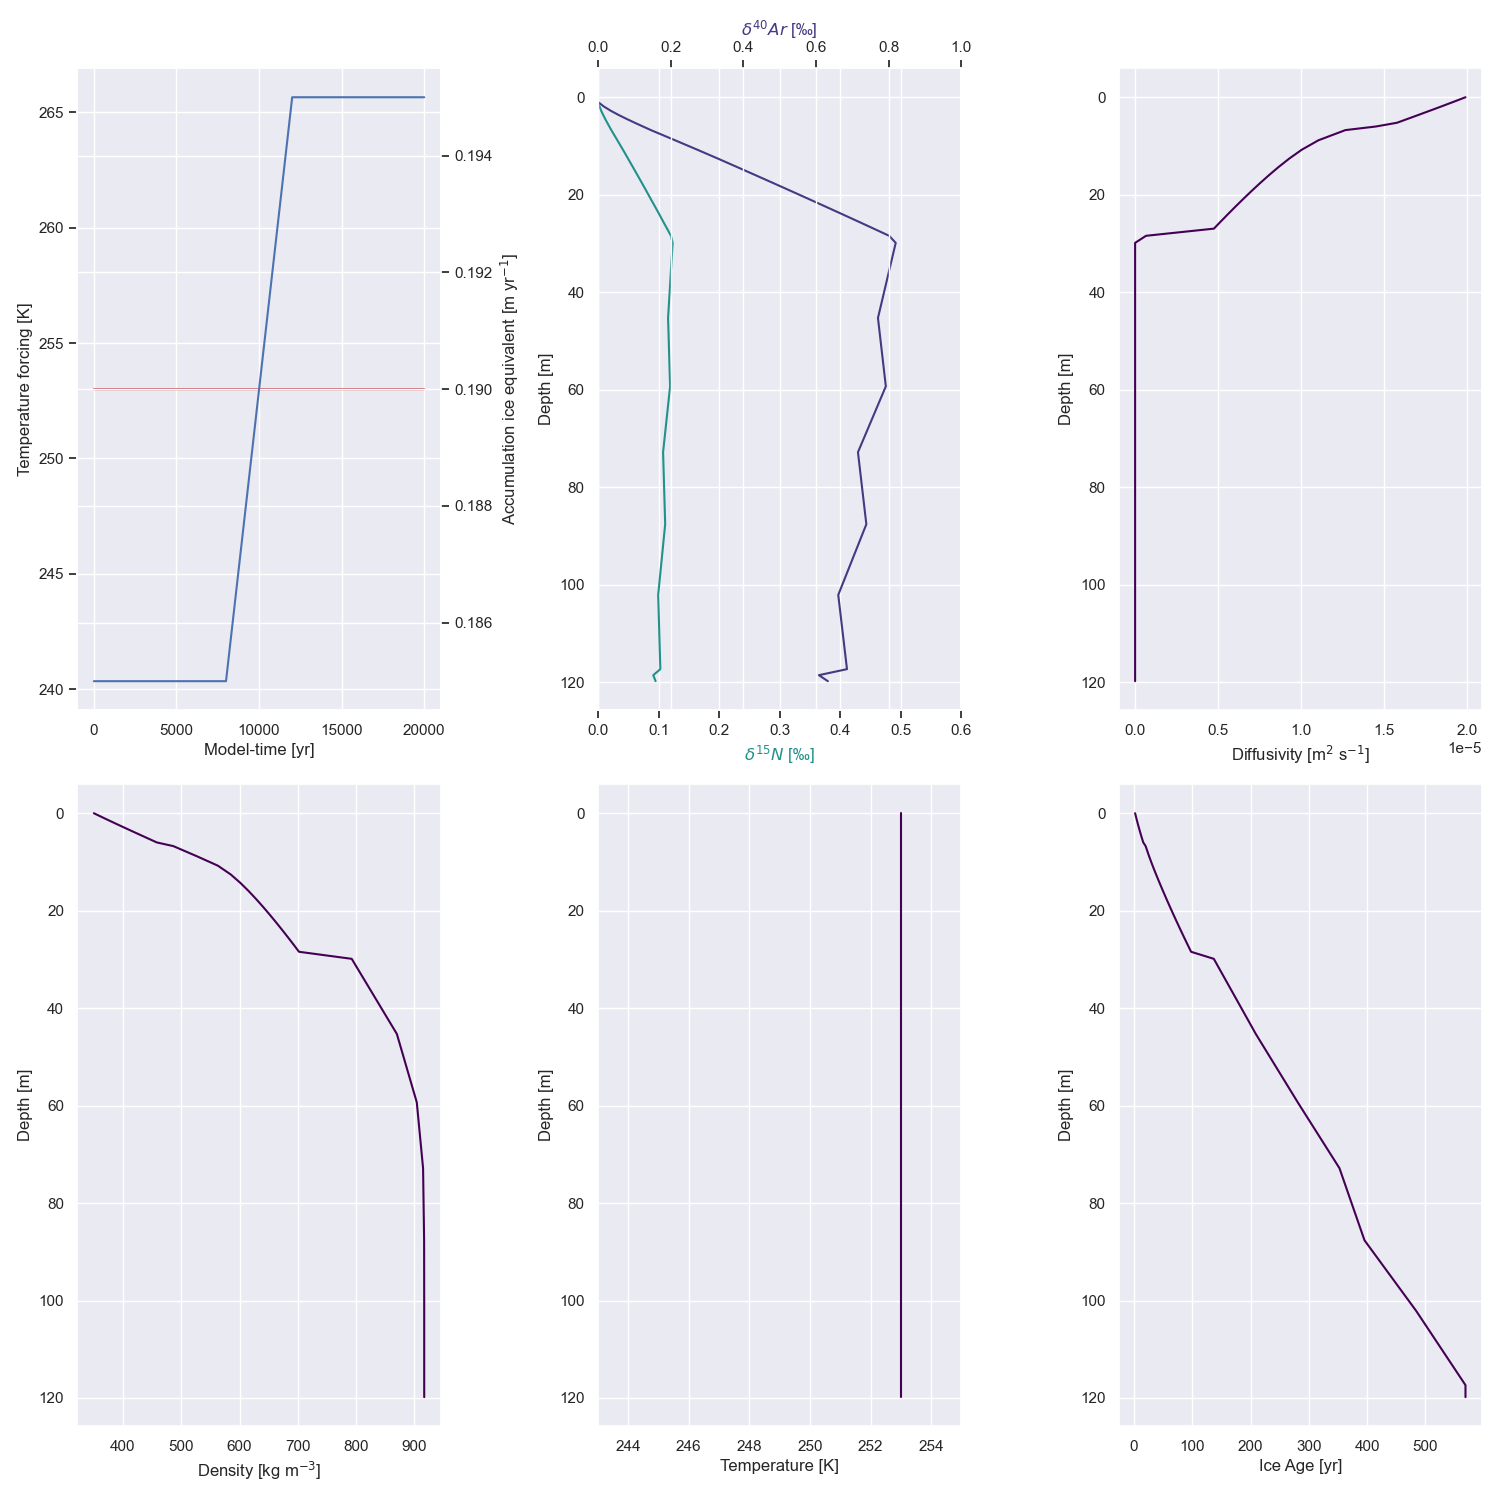 265
260
255
250
245
240
Temperature forcing [K]
0 5000 10000 15000 20000
Model-time [yr]
0.194
0.192
0.190
0.188
0.186
Accumulation ice equivalent [m yr⁻¹]
δ⁴⁰Ar [‰]
0.0 0.2 0.4 0.6 0.8 1.0
0
20
40
60
80
100
120
Depth [m]
0.0 0.1 0.2 0.3 0.4 0.5 0.6
δ¹⁵N [‰]
0
20
40
60
80
100
120
Depth [m]
0.0 0.5 1.0 1.5 2.0
1e−5
Diffusivity [m² s⁻¹]
0
20
40
60
80
100
120
Depth [m]
400 500 600 700 800 900
Density [kg m⁻³]
0
20
40
60
80
100
120
Depth [m]
244 246 248 250 252 254
Temperature [K]
0
20
40
60
80
100
120
Depth [m]
0 100 200 300 400 500
Ice Age [yr]